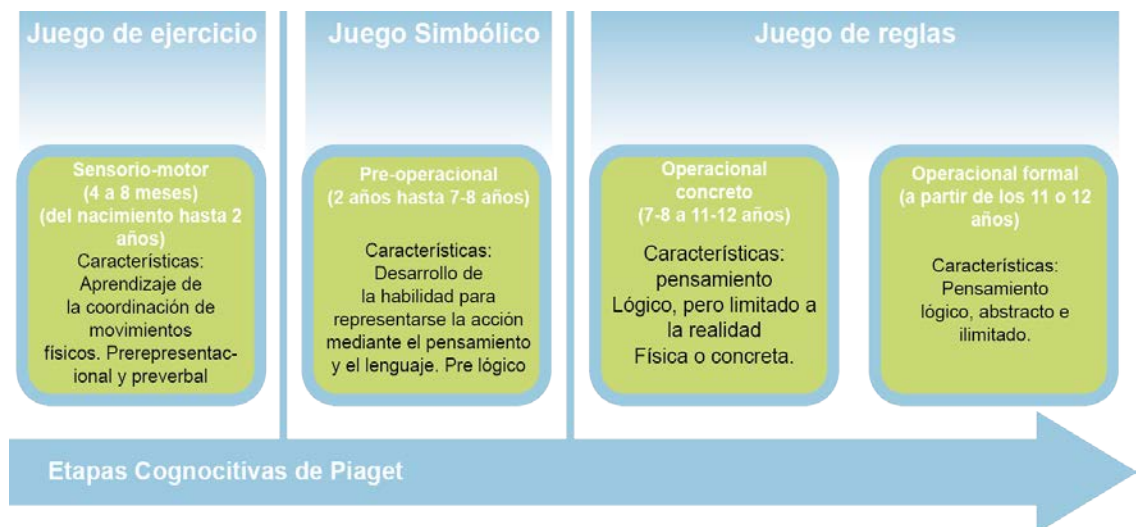 Juego de ejercicio
Sensorio-motor
(4 a 8 meses)
(del nacimiento hasta 2
años)
Características:
Aprendizaje de
la coordinación de
movimientos
físicos. Prerepresentac-
ional y preverbal
Juego Simbólico
Pre-operacional
(2 años hasta 7-8 años)
Características:
Desarrollo de
la habilidad para
representarse la acción
mediante el pensamiento
y el lenguaje. Pre lógico
Juego de reglas
Operacional
concreto
(7-8 a 11-12 años)
Características:
pensamiento
Lógico, pero limitado a
la realidad
Física o concreta.
Operacional formal
(a partir de los 11 o 12
años)
Características:
Pensamiento
lógico, abstracto e
ilimitado.
Etapas Cognocitivas de Piaget